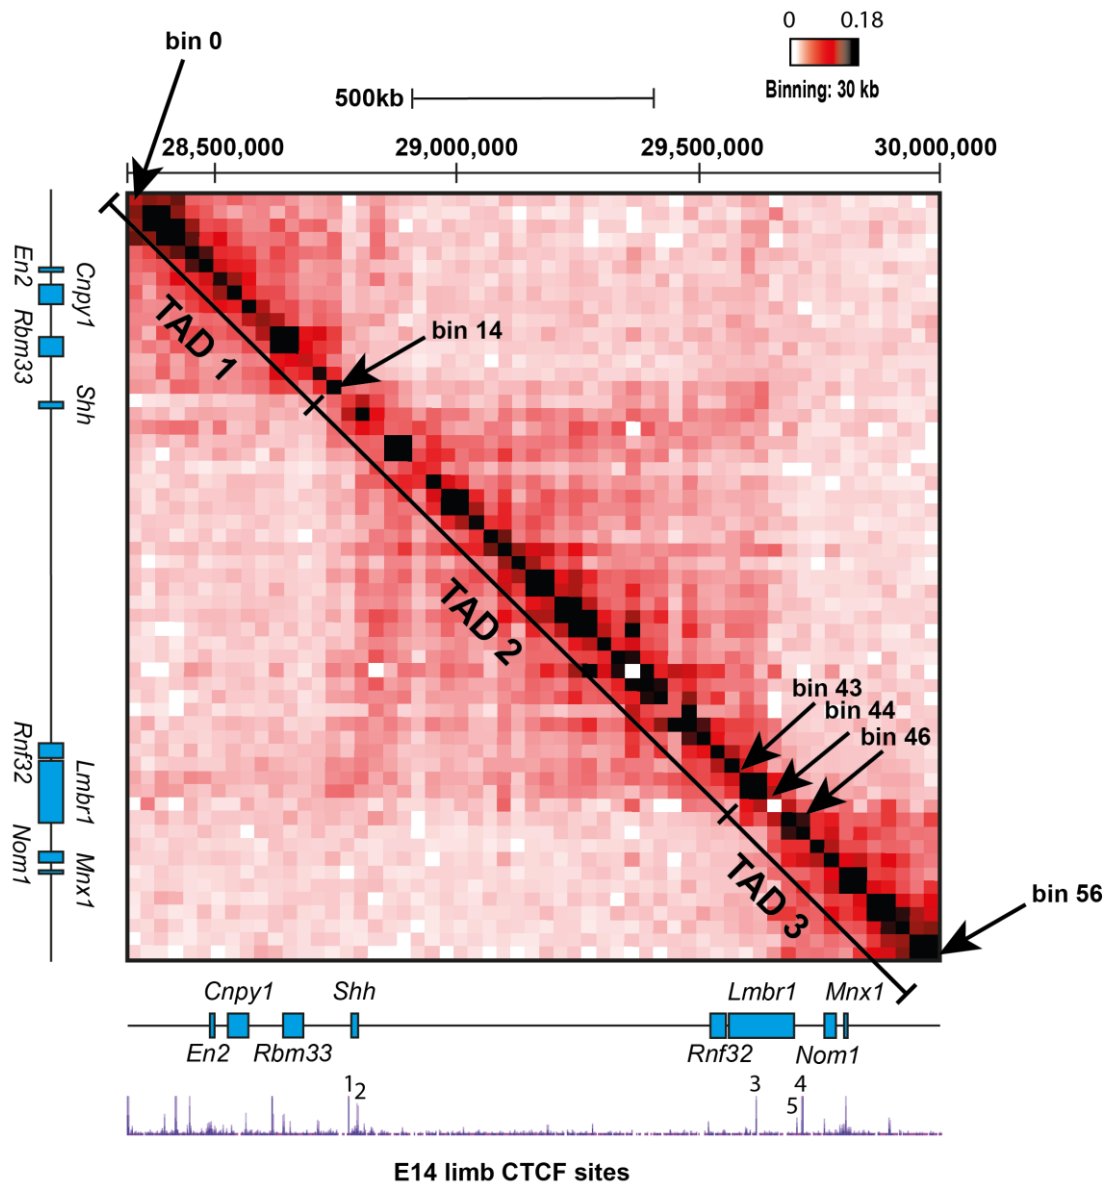 0 0.18
bin 0
Binning: 30 kb
500kb
28,500,000 29,000,000 29,500,000 30,000,000
En2
Cnpy1
Rbm33
Shh
TAD 1
bin 14
TAD 2
bin 43
bin 44
bin 46
Rnf32
Lmbr1
Nom1
Mnx1
TAD 3
bin 56
Cnpy1 Shh Lmbr1 Mnx1
En2 Rbm33 Rnf32 Nom1
1 2 3 4
5
E14 limb CTCF sites